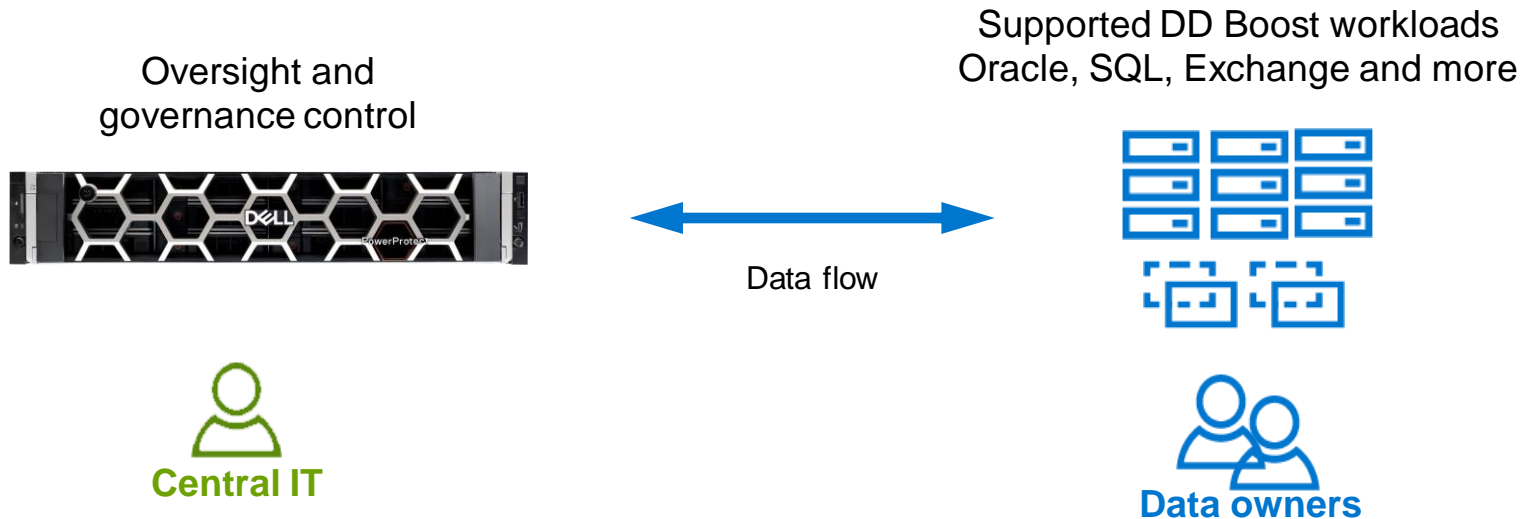 Oversight and
governance control
Supported DD Boost workloads
Oracle, SQL, Exchange and more
DELL
PowerProtect
Data flow
Central IT
Data owners